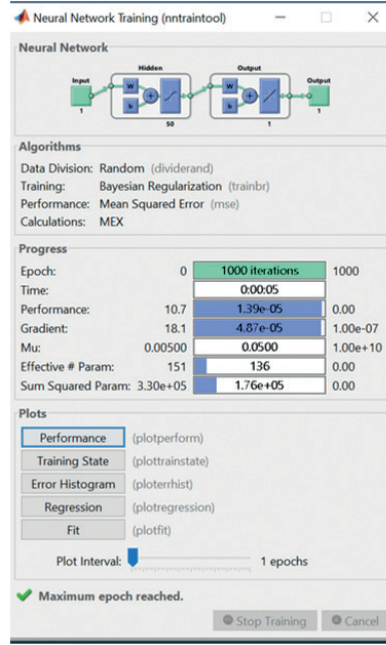 Neural Network Training (nntraintool)
Neural Network
Hidden Output
Input Output
W W
b b
1 50 1 1
Algorithms
Data Division: Random (dividerand)
Training: Bayesian Regularization (trainbr)
Performance: Mean Squared Error (mse)
Calculations: MEX
Progress
Epoch: 0 1000 iterations 1000
Time: 0:00:05
Performance: 10.7 1.39e-05 0.00
Gradient: 18.1 4.87e-05 1.00e-07
Mu: 0.00500 0.0500 1.00e+10
Effective # Param: 151 136 0.00
Sum Squared Param: 3.30e+05 1.76e+05 0.00
Plots
Performance (plotperform)
Training State (plottrainstate)
Error Histogram (ploterrhist)
Regression (plotregression)
Fit (plotfit)
Plot Interval: 1 epochs
Maximum epoch reached.
Stop Training Cancel